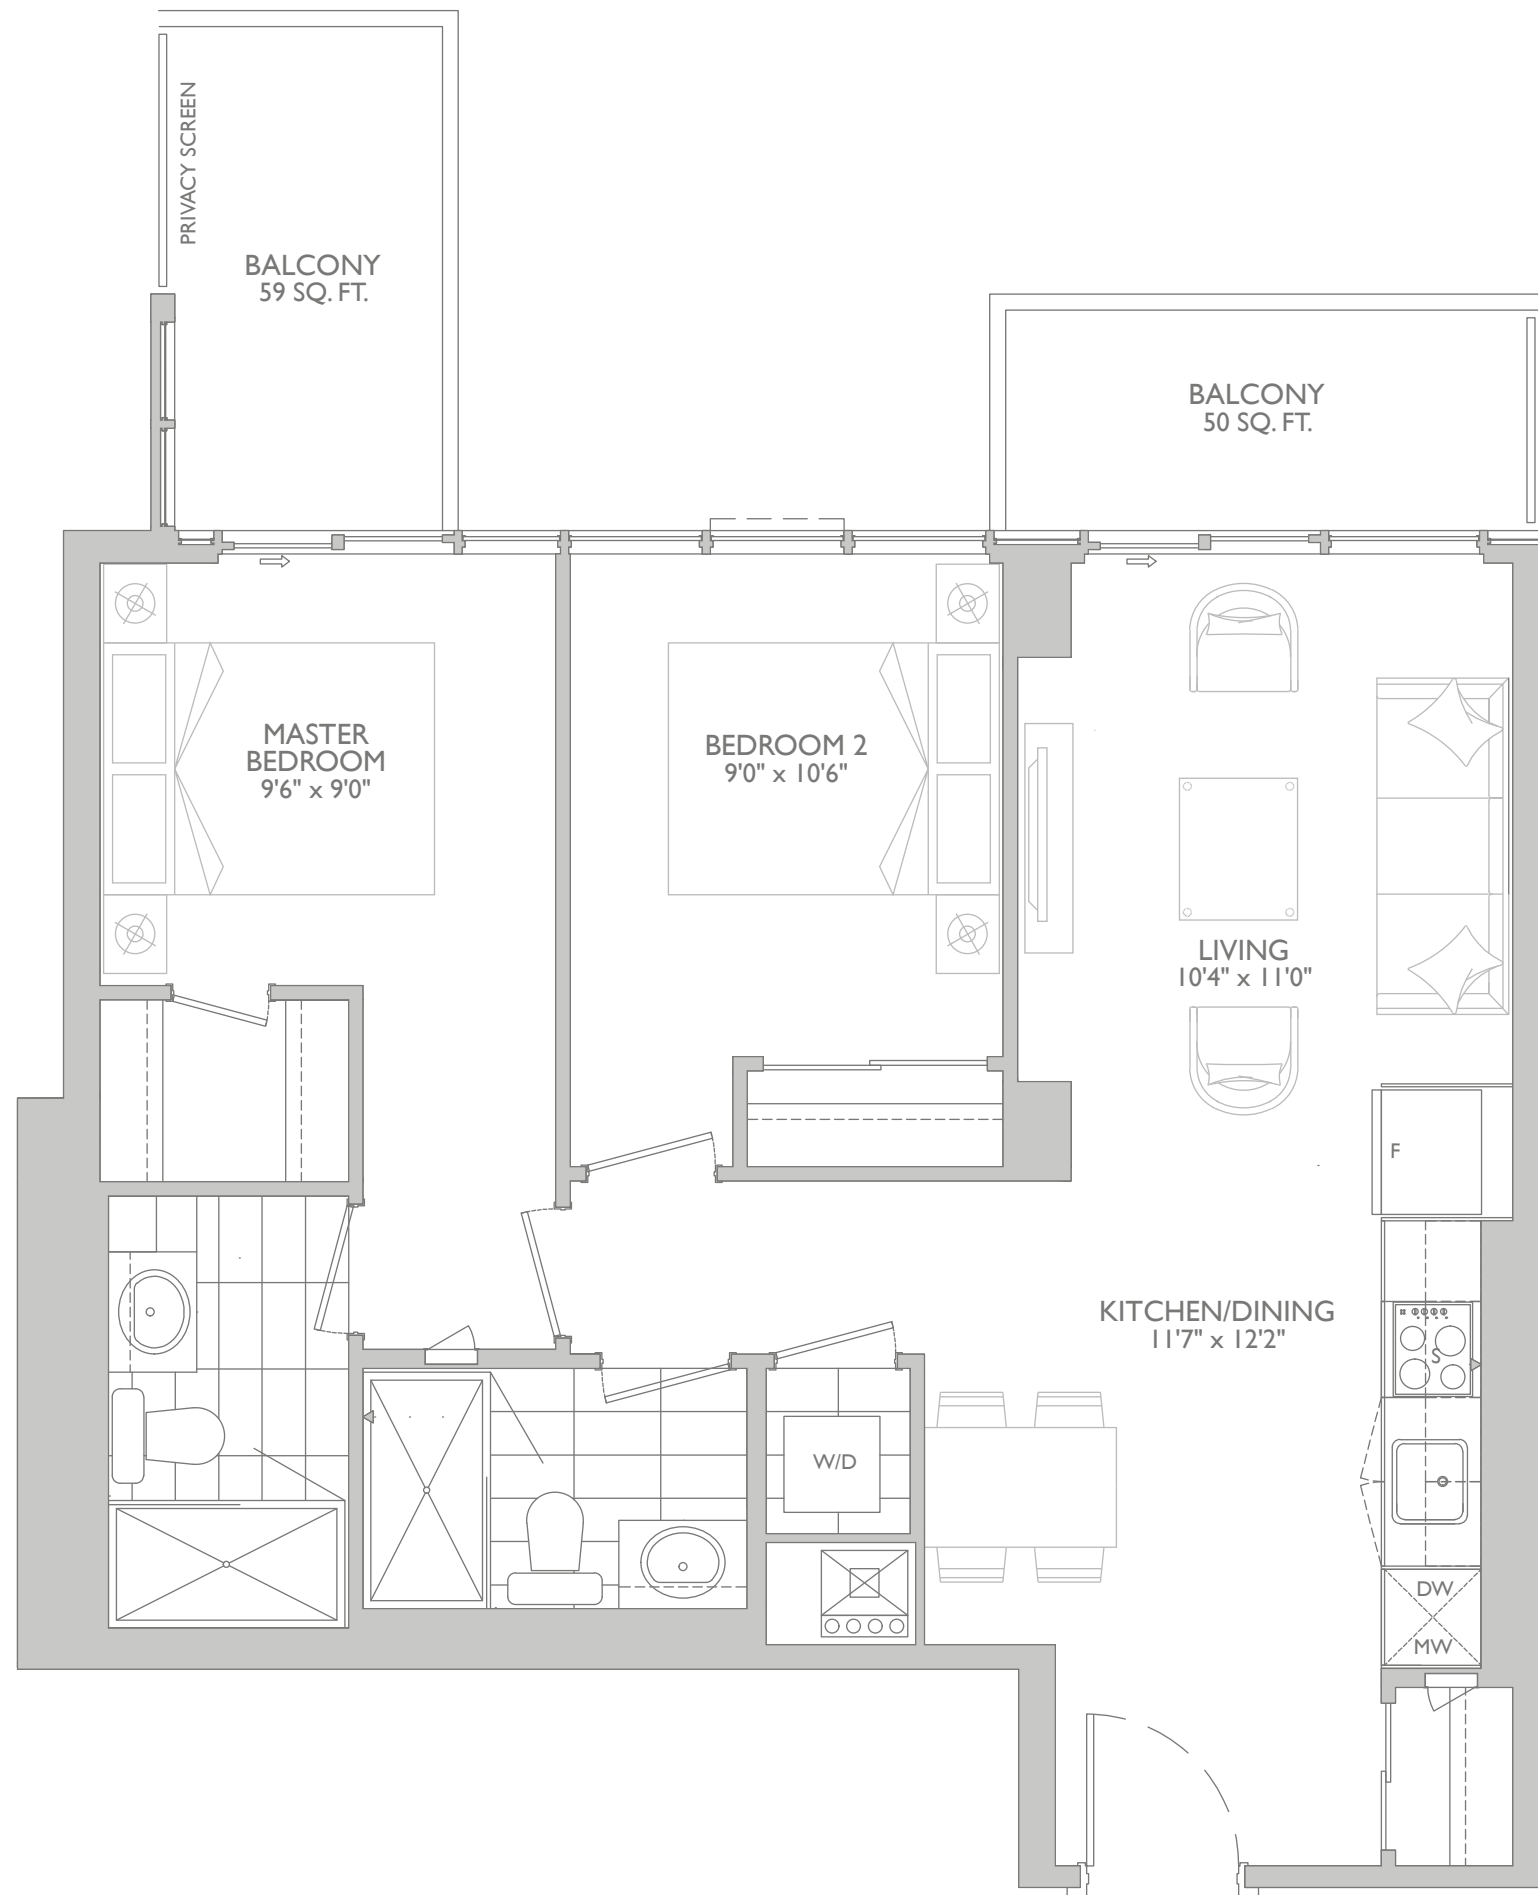 PRIVACY SCREEN
BALCONY
59 SQ. FT.
BALCONY
50 SQ. FT.
MASTER
BEDROOM
9'6" x 9'0"
BEDROOM 2
9'0" x 10'6"
LIVING
10'4" x 11'0"
F
KITCHEN/DINING
11'7" x 12'2"
S
W/D
DW
MW